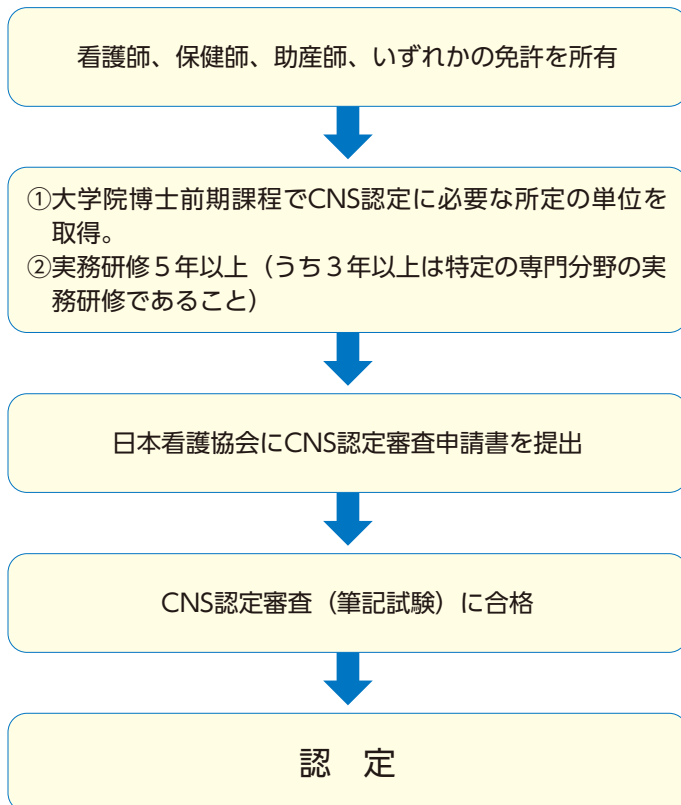 看護師、保健師、助産師、いずれかの免許を所有
①大学院博士前期課程でCNS認定に必要な所定の単位を
取得。
②実務研修５年以上（うち３年以上は特定の専門分野の実
務研修であること）
日本看護協会にCNS認定審査申請書を提出
CNS認定審査（筆記試験）に合格
認　定